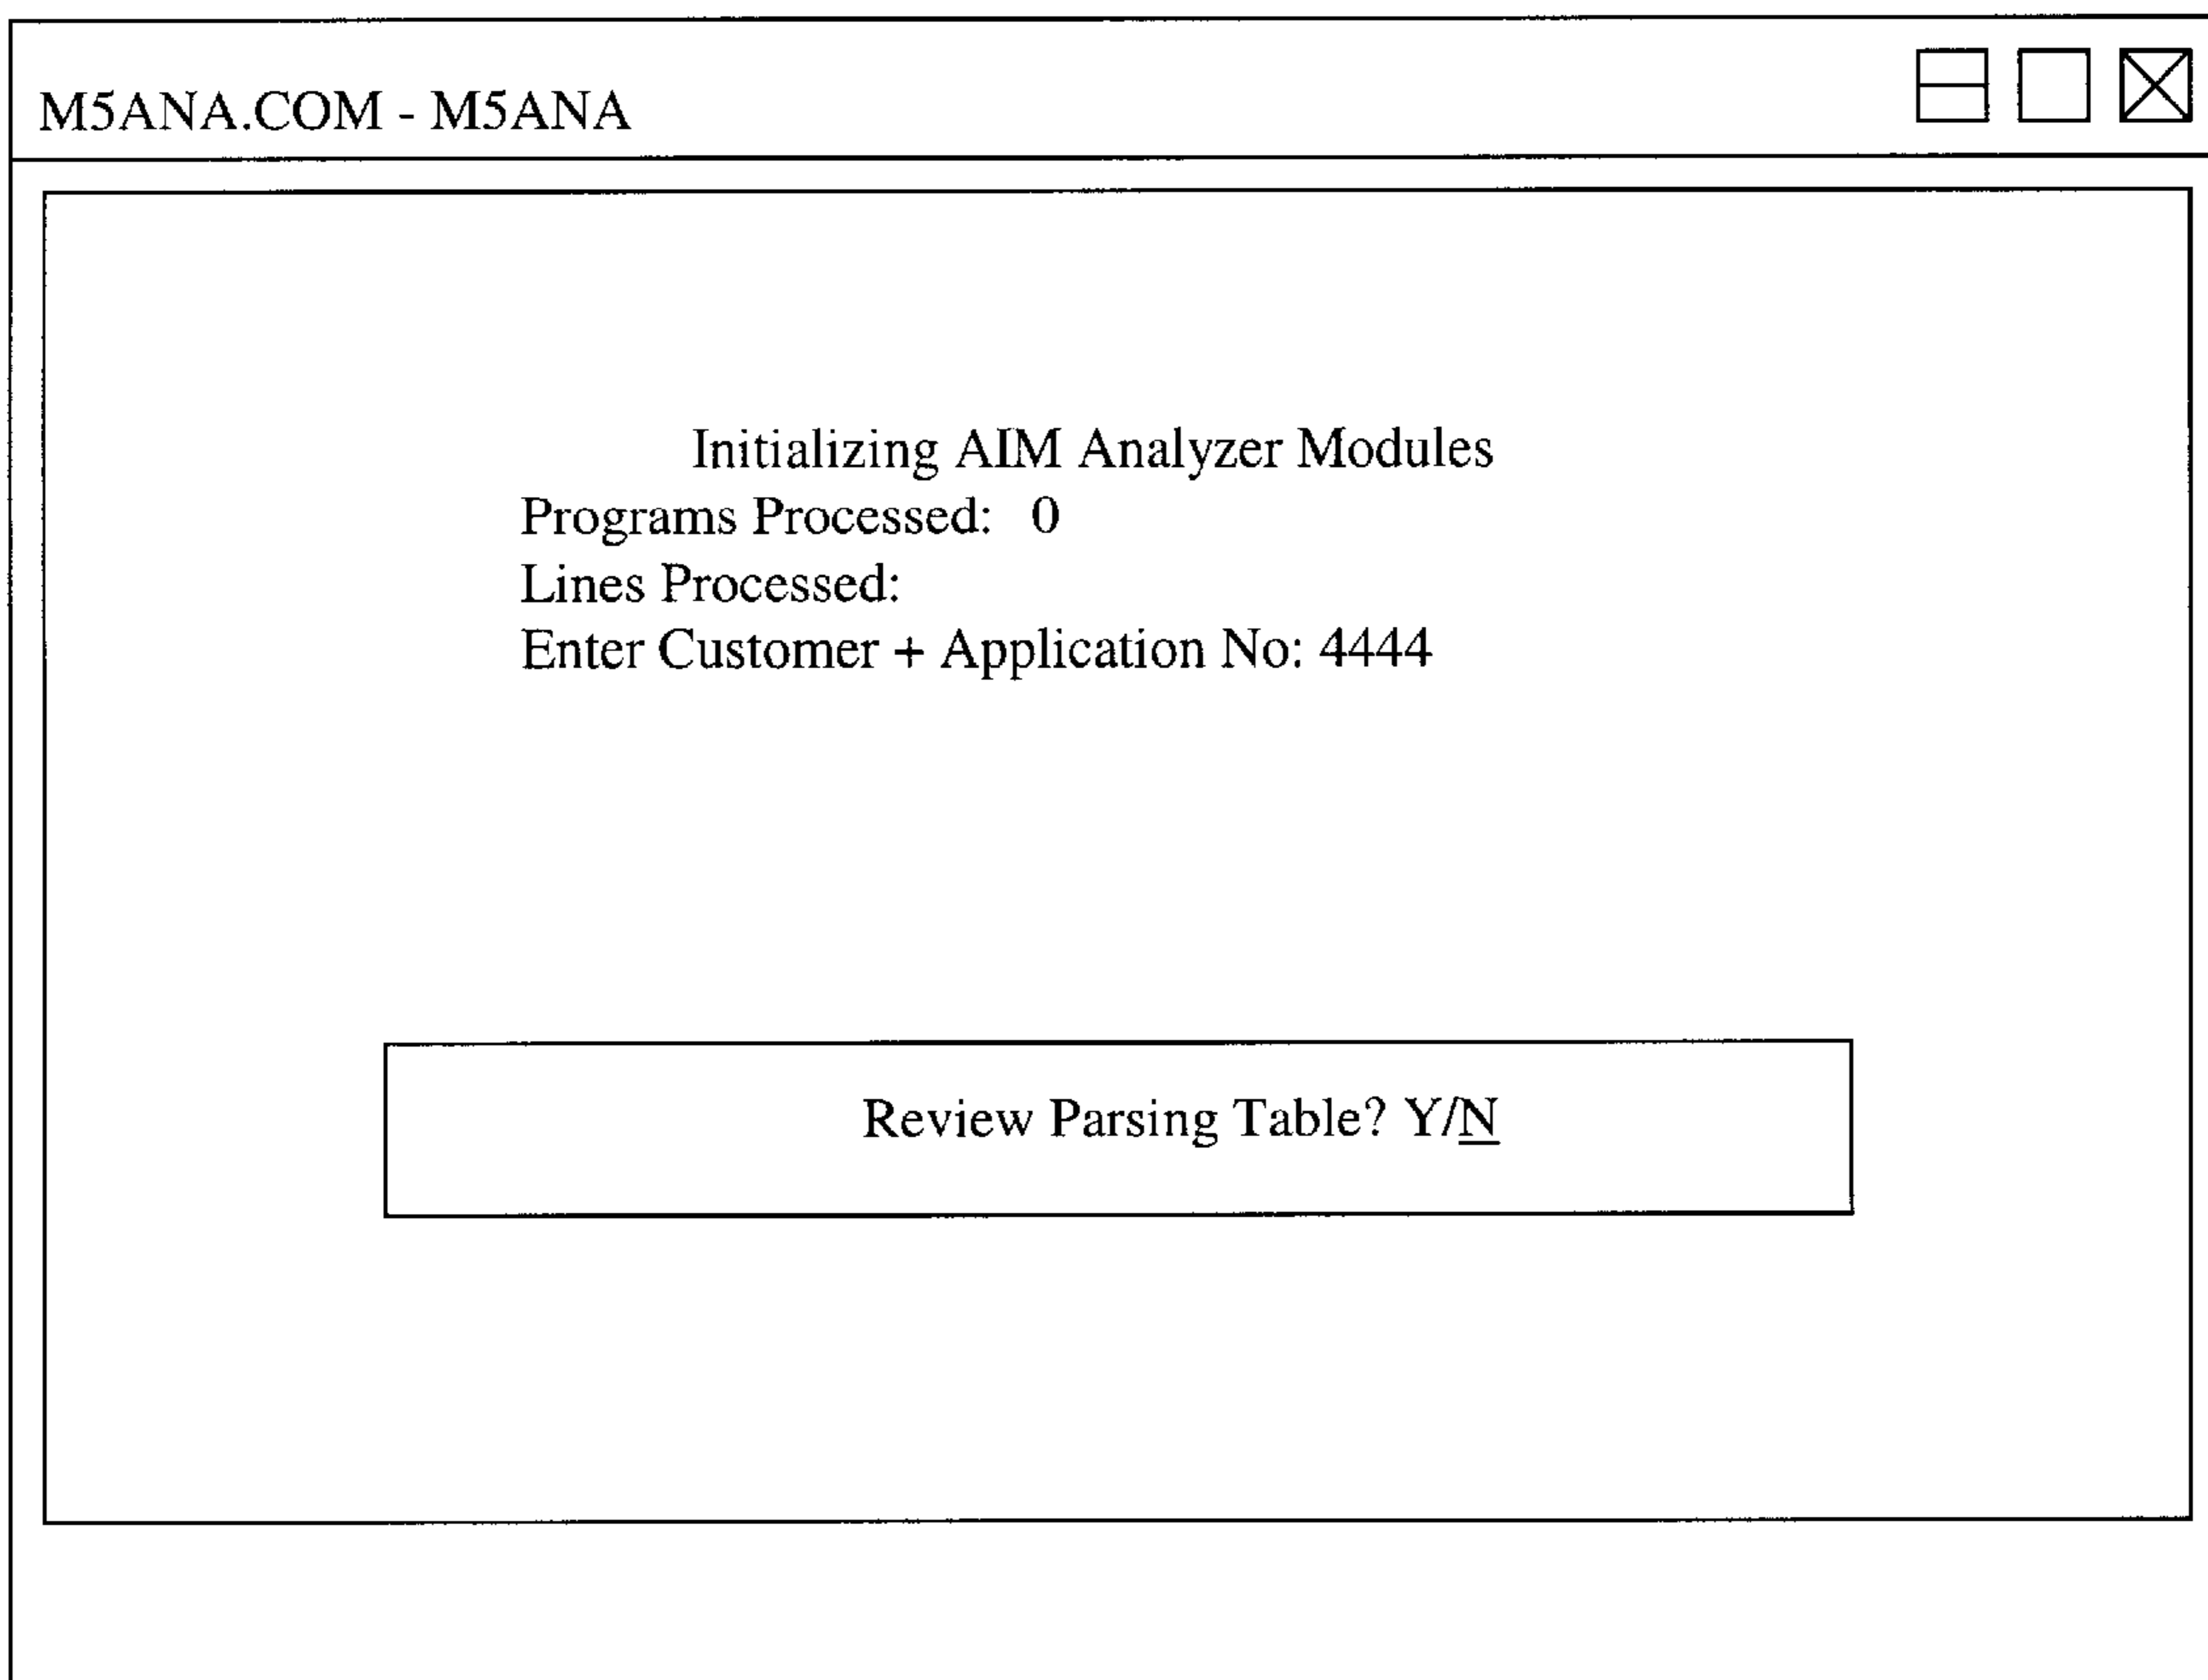 M5ANA.COM - M5ANA
Initializing AIM Analyzer Modules
Programs Processed: 0
Lines Processed:
Enter Customer + Application No: 4444
Review Parsing Table? Y/N